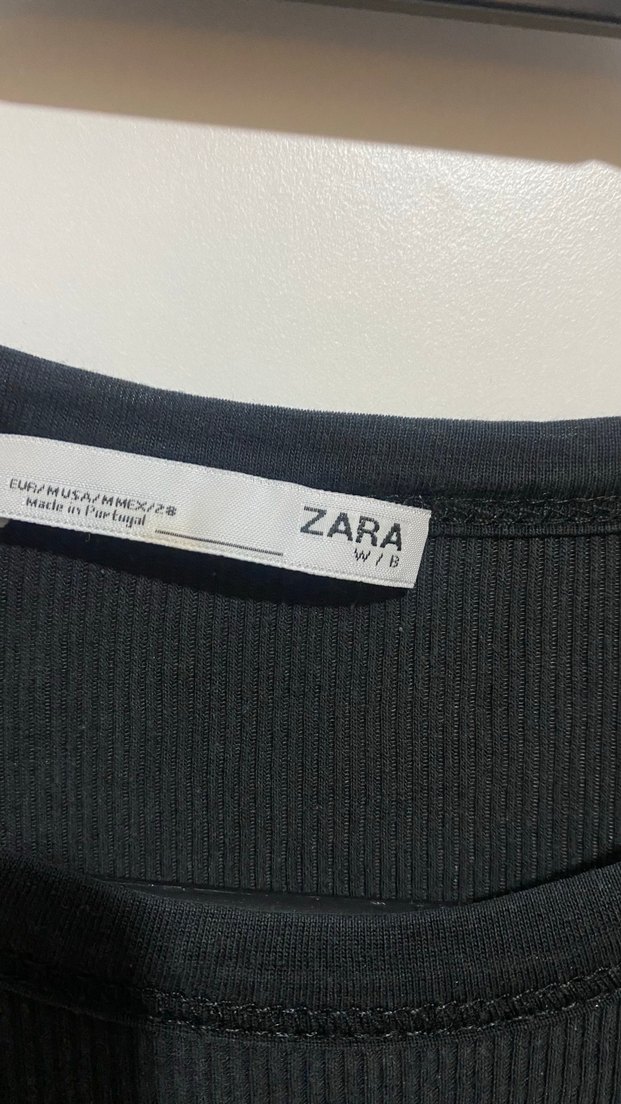 EUR/M USA/M MEX/28
Made in Portugal
ZARA
W / B